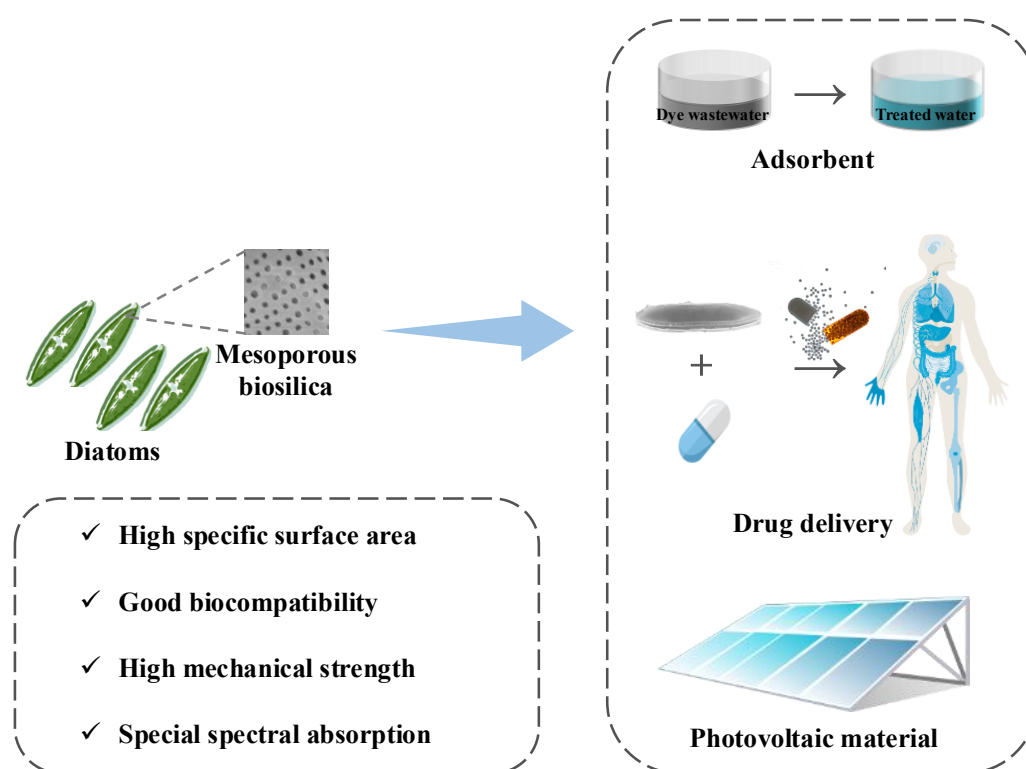 Dye wastewater
Treated water
Adsorbent
Mesoporous
biosilica
Diatoms
+
Drug delivery
✓ High specific surface area
✓ Good biocompatibility
✓ High mechanical strength
✓ Special spectral absorption
Photovoltaic material